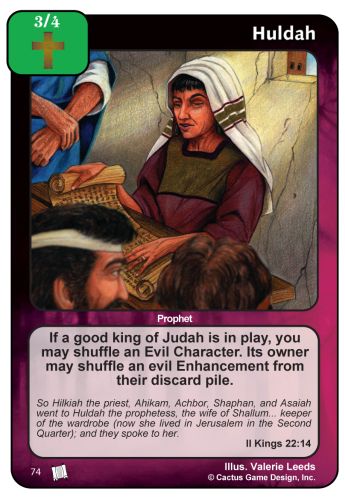 3/4
Huldah
Prophet
If a good king of Judah is in play, you
may shuffle an Evil Character. Its owner
may shuffle an evil Enhancement from
their discard pile.
So Hilkiah the priest, Ahikam, Achbor, Shaphan, and Asaiah
went to Huldah the prophetess, the wife of Shallum... keeper
of the wardrobe (now she lived in Jerusalem in the Second
Quarter); and they spoke to her.
II Kings 22:14
Illus. Valerie Leeds
74
© Cactus Game Design, Inc.